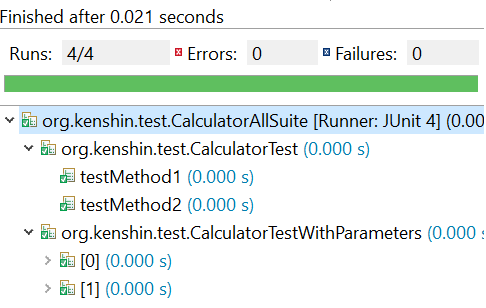 Finished after 0.021 seconds
Runs: 4/4 Errors: 0 Failures: 0
org.kenshin.test.CalculatorAllSuite [Runner: JUnit 4] (0.00
org.kenshin.test.CalculatorTest (0.000 s)
testMethod1 (0.000 s)
testMethod2 (0.000 s)
org.kenshin.test.CalculatorTestWithParameters (0.000 s
[0] (0.000 s)
[1] (0.000 s)